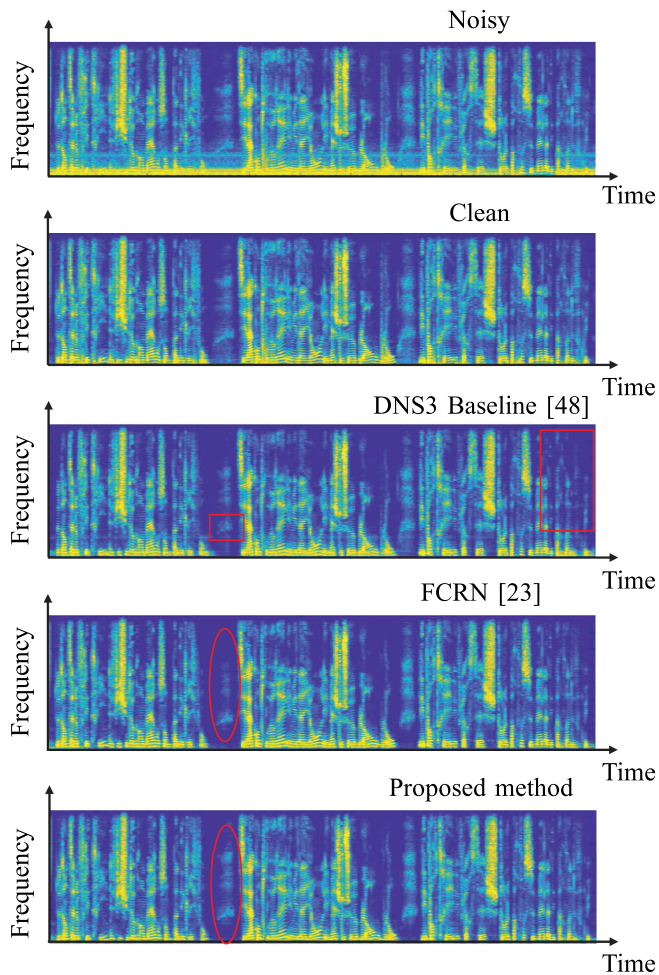 Noisy
Frequency
Time
Clean
Frequency
Time
DNS3 Baseline [48]
Frequency
Time
FCRN [23]
Frequency
Time
Proposed method
Frequency
Time